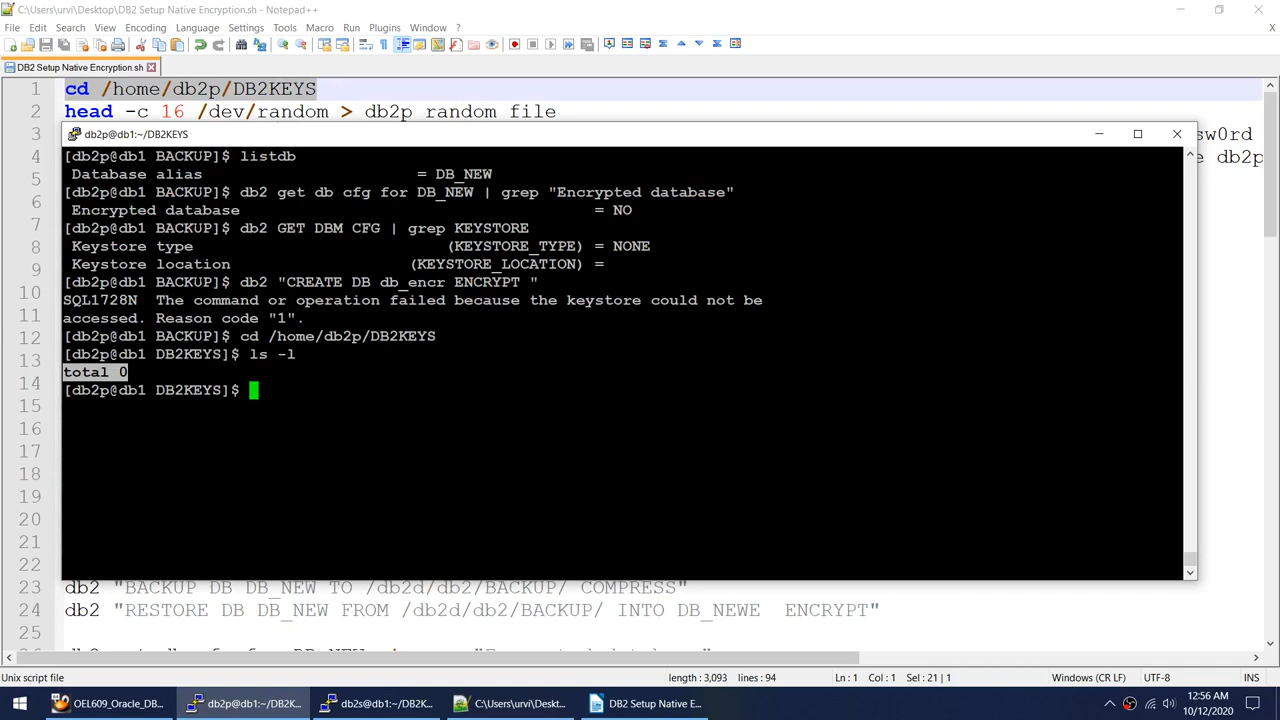 C:\Users\urvi\Desktop\DB2 Setup Native Encryption.sh - Notepad++
File Edit Search View Encoding Language Settings Tools Macro Run Plugins Window ? X
DB2 Setup Native Encryption.sh
1 cd /home/db2p/DB2KEYS
2 head -c 16 /dev/random > db2p random file
3 sw0rd
db2p@db1:~/DB2KEYS
4 e db2p
[db2p@db1 BACKUP]$ listdb
5
Database alias = DB_NEW
6
[db2p@db1 BACKUP]$ db2 get db cfg for DB_NEW | grep "Encrypted database"
Encrypted database = NO
7
[db2p@db1 BACKUP]$ db2 GET DBM CFG | grep KEYSTORE
8
Keystore type (KEYSTORE_TYPE) = NONE
9
Keystore location (KEYSTORE_LOCATION) =
[db2p@db1 BACKUP]$ db2 "CREATE DB db_encr ENCRYPT "
10
SQL1728N The command or operation failed because the keystore could not be
11
accessed. Reason code "1".
12
[db2p@db1 BACKUP]$ cd /home/db2p/DB2KEYS
13
[db2p@db1 DB2KEYS]$ ls -l
total 0
14
[db2p@db1 DB2KEYS]$
15
16
17
18
19
20
21
22
23 db2 "BACKUP DB DB_NEW TO /db2d/db2/BACKUP/ COMPRESS"
24 db2 "RESTORE DB DB_NEW FROM /db2d/db2/BACKUP/ INTO DB_NEWE ENCRYPT"
25
Unix script file length : 3,093 lines : 94 Ln : 1 Col : 1 Sel : 21 | 1 Windows (CR LF) UTF-8 INS
OEL609_Oracle_DB... db2p@db1:~/DB2KE... db2s@db1:~/DB2KE... C:\Users\urvi\Deskt... DB2 Setup Native E... 12:56 AM
10/12/2020